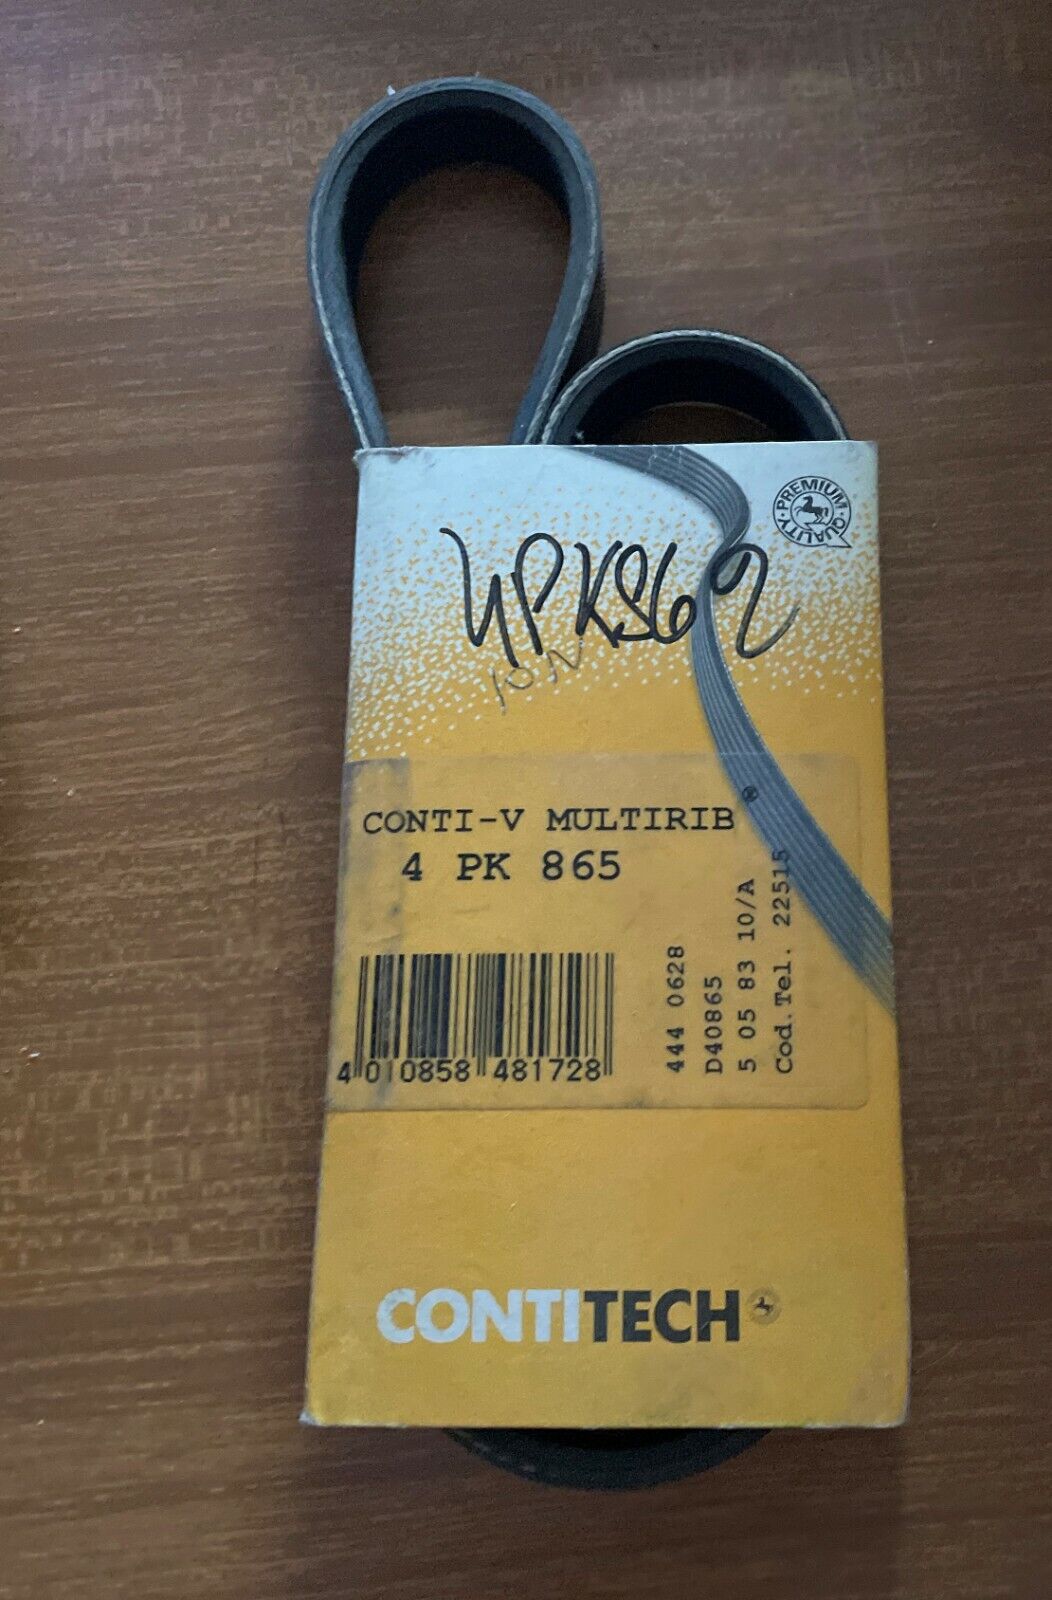 PREMIUM · QUALITY ·
4PK862
CONTI-V MULTIRIB®
4 PK 865
4 010858 481728
444 0628
D40865
5 05 83 10/A
Cod.Tel. 22515
CONTITECH